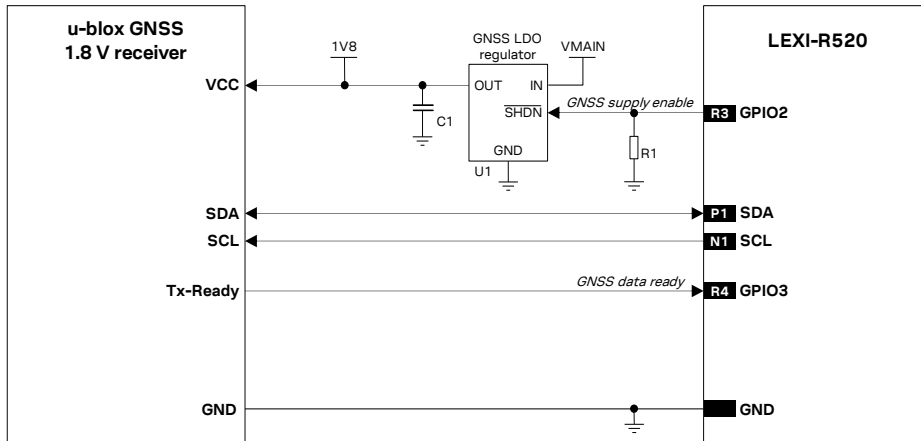 u-blox GNSS
1.8 V receiver
VCC
SDA
SCL
Tx-Ready
GND
1V8
C1
GNSS LDO
regulator
VMAIN
OUT IN
SHDN
GND
U1
GNSS supply enable
R1
GNSS data ready
LEXI-R520
R3 GPIO2
P1 SDA
N1 SCL
R4 GPIO3
GND